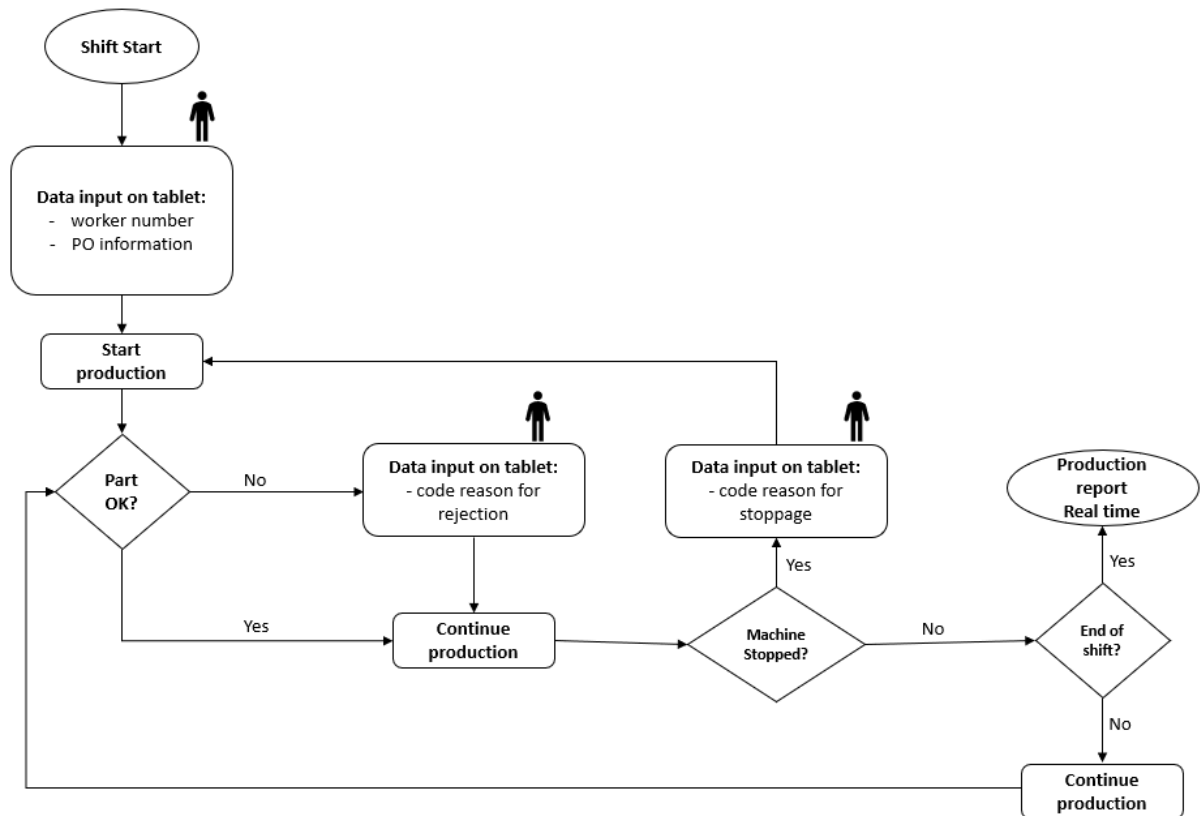 Shift Start
Data input on tablet:
- worker number
- PO information
Start
production
Part
OK?
No
Data input on tablet:
- code reason for
rejection
Yes
Continue
production
Data input on tablet:
- code reason for
stoppage
Yes
Machine
Stopped?
No
Production
report
Real time
Yes
End of
shift?
No
Continue
production